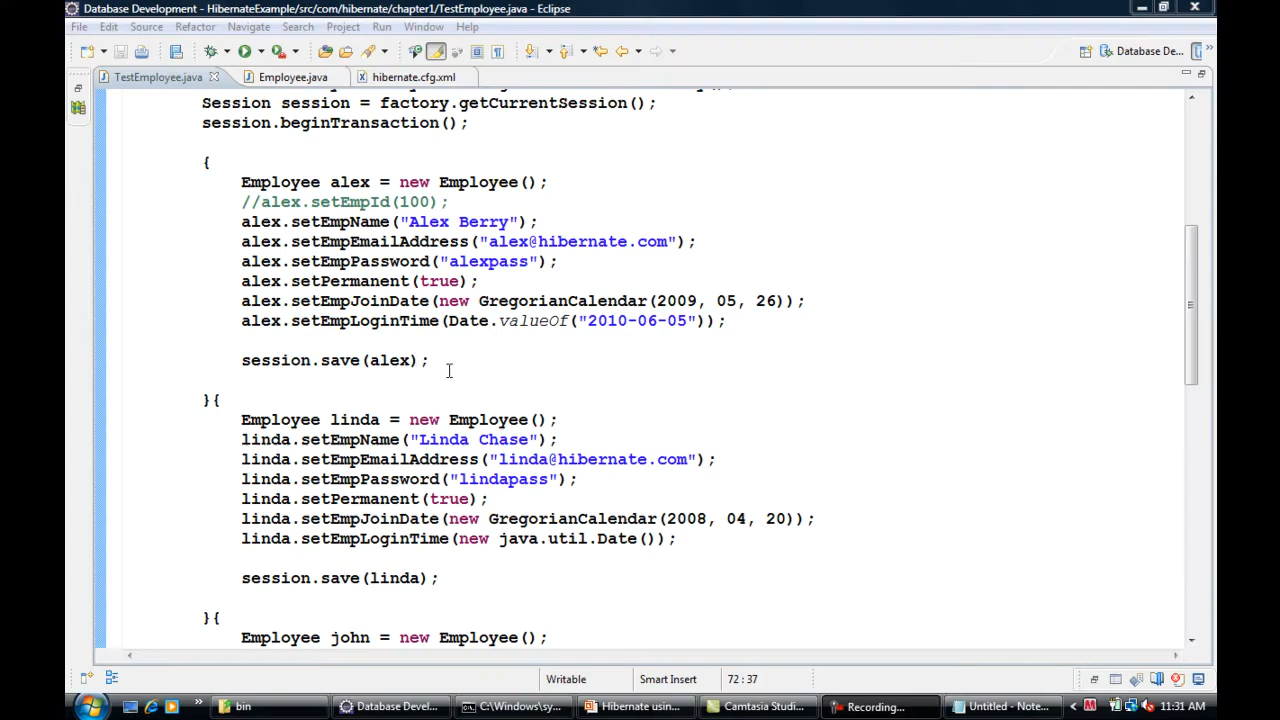 Database Development - HibernateExample/src/com/hibernate/chapter1/TestEmployee.java - Eclipse
File Edit Source Refactor Navigate Search Project Run Window Help
Database De...
TestEmployee.java Employee.java hibernate.cfg.xml
Session session = factory.getCurrentSession();
session.beginTransaction();
{
Employee alex = new Employee();
//alex.setEmpId(100);
alex.setEmpName("Alex Berry");
alex.setEmpEmailAddress("alex@hibernate.com");
alex.setEmpPassword("alexpass");
alex.setPermanent(true);
alex.setEmpJoinDate(new GregorianCalendar(2009, 05, 26));
alex.setEmpLoginTime(Date.valueOf("2010-06-05"));
session.save(alex);
}{
Employee linda = new Employee();
linda.setEmpName("Linda Chase");
linda.setEmpEmailAddress("linda@hibernate.com");
linda.setEmpPassword("lindapass");
linda.setPermanent(true);
linda.setEmpJoinDate(new GregorianCalendar(2008, 04, 20));
linda.setEmpLoginTime(new java.util.Date());
session.save(linda);
}{
Employee john = new Employee();
Writable Smart Insert 72 : 37
bin Database Devel... C:\Windows\sy... Hibernate usin... Camtasia Studi... Recording... Untitled - Note... 11:31 AM